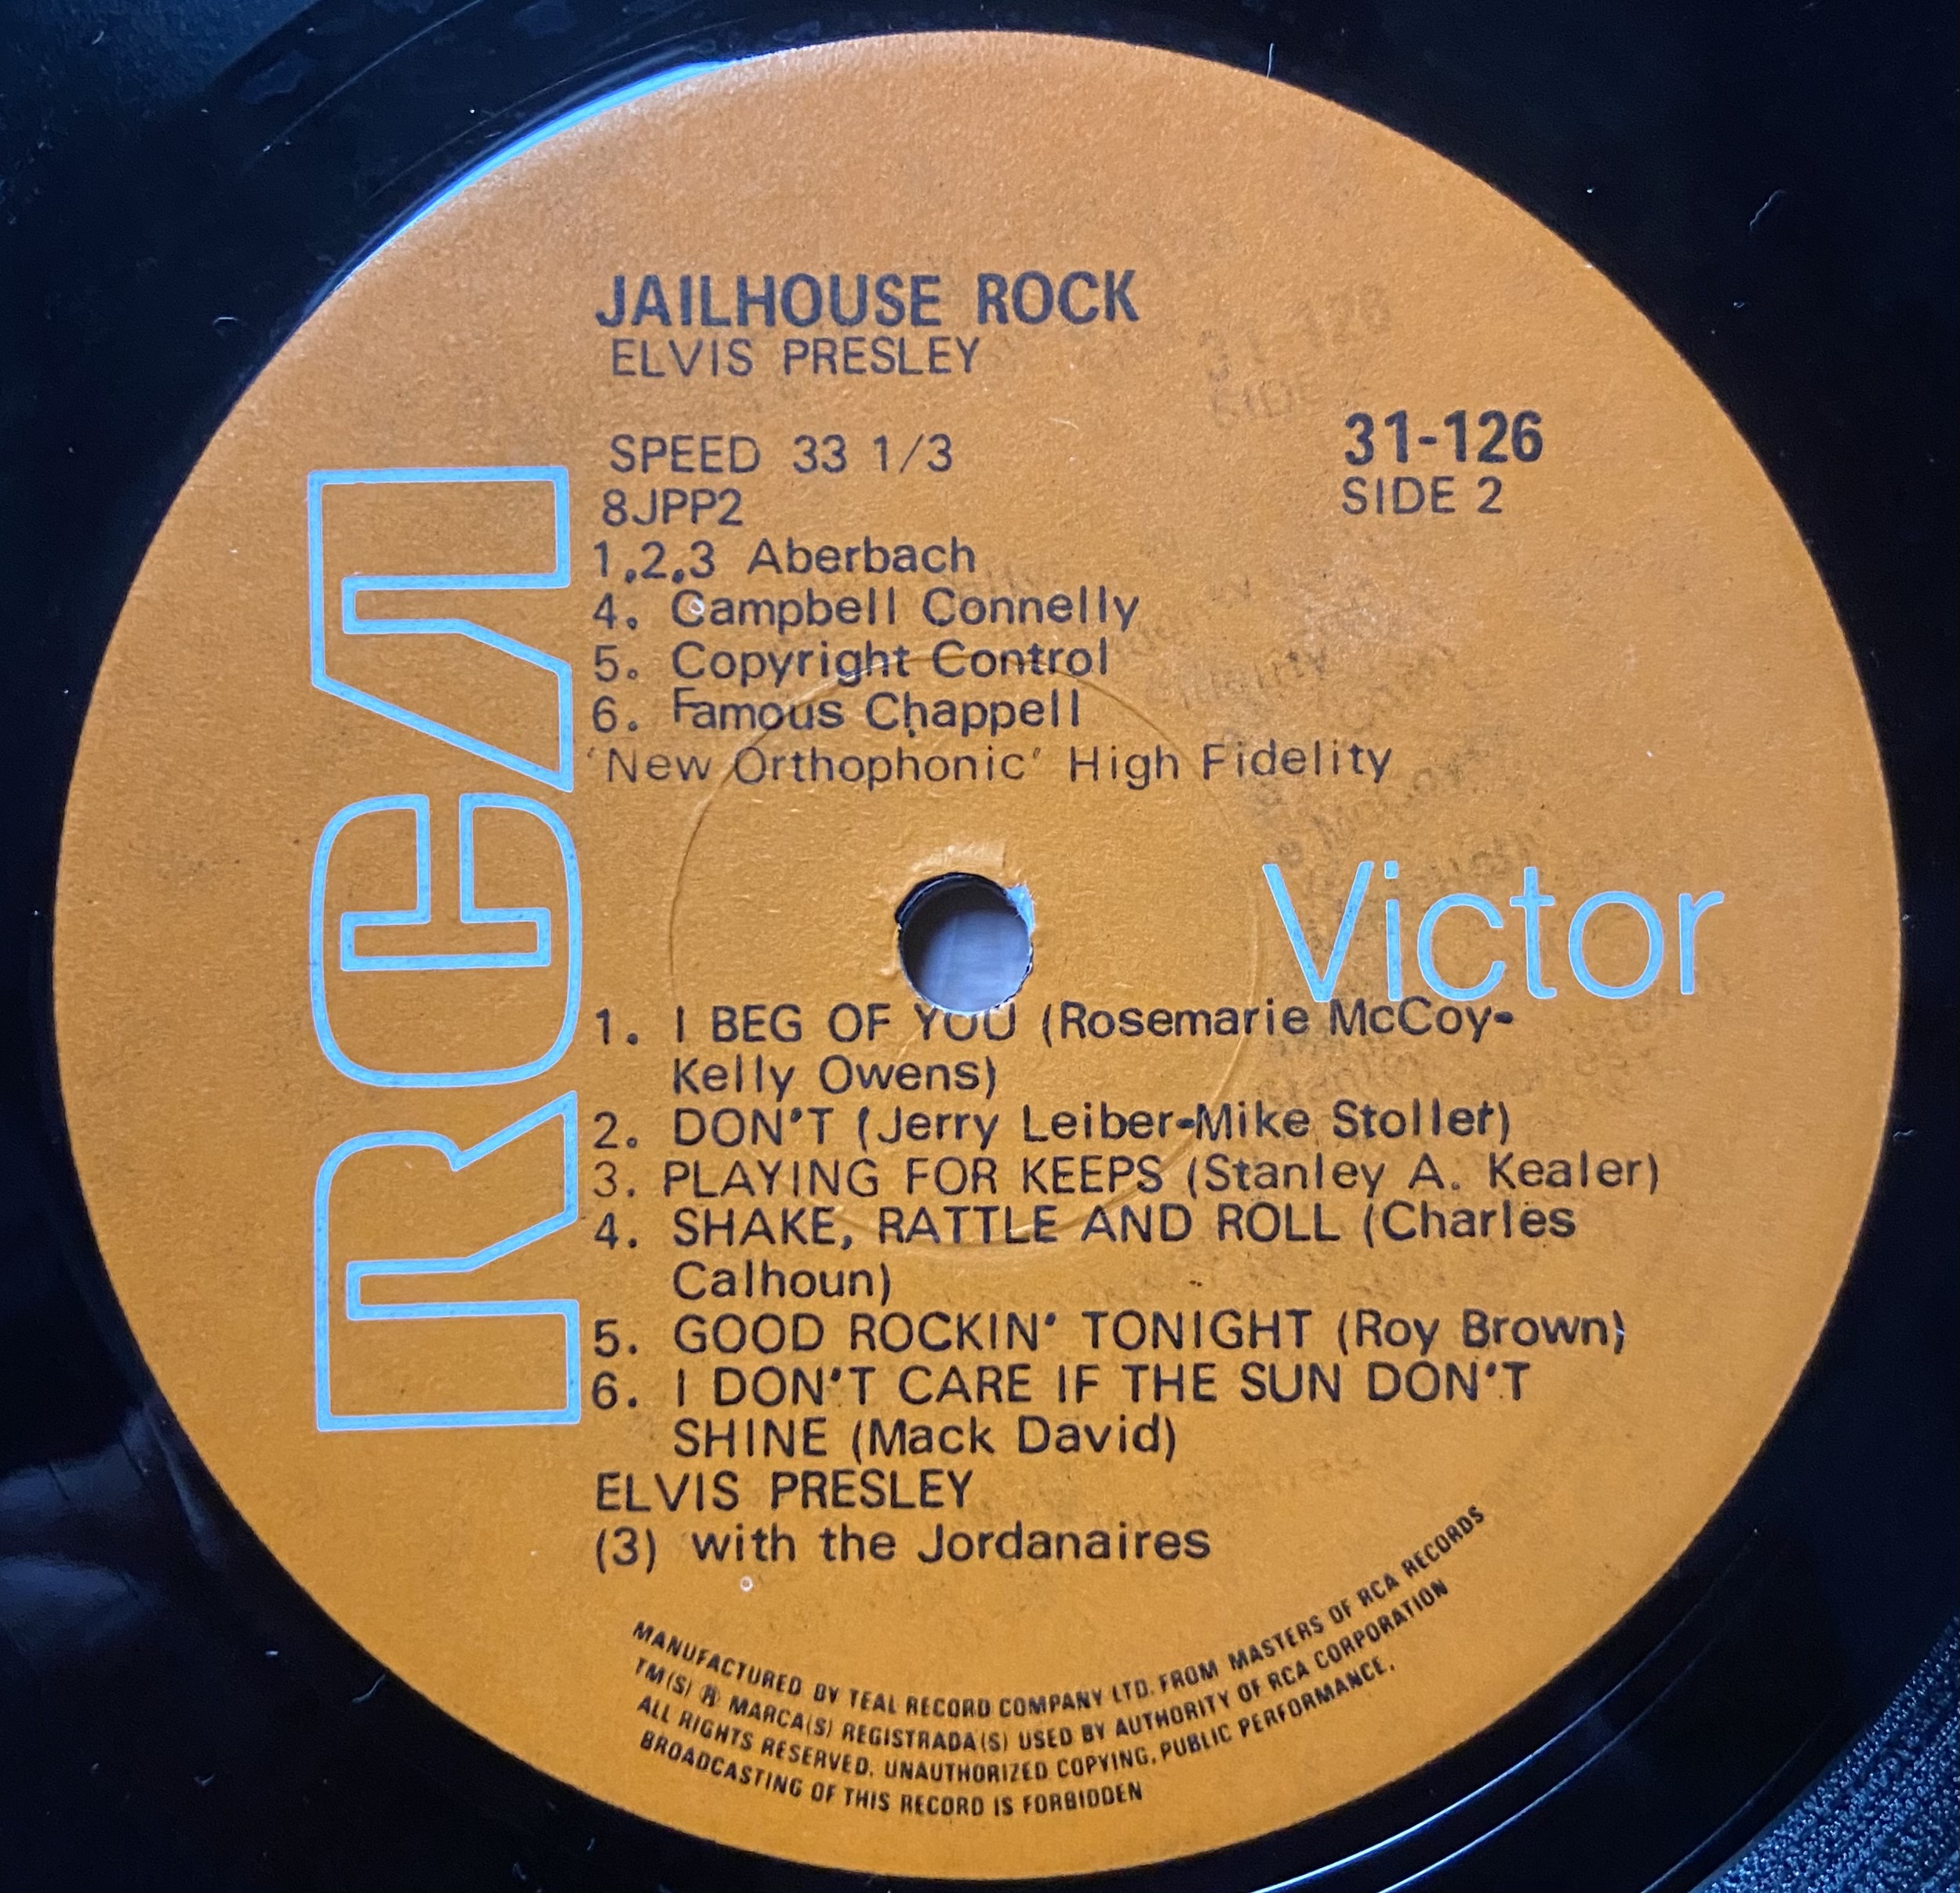 JAILHOUSE ROCK
ELVIS PRESLEY
SPEED 33 1/3
31-126
8JPP2
SIDE 2
1,2,3 Aberbach
4. Campbell Connelly
5. Copyright Control
6. Famous Chappell
'New Orthophonic' High Fidelity
RCA
Victor
1. I BEG OF YOU (Rosemarie McCoy-
Kelly Owens)
2. DON'T (Jerry Leiber-Mike Stoller)
3. PLAYING FOR KEEPS (Stanley A. Kealer)
4. SHAKE, RATTLE AND ROLL (Charles
Calhoun)
5. GOOD ROCKIN' TONIGHT (Roy Brown)
6. I DON'T CARE IF THE SUN DON'T
SHINE (Mack David)
ELVIS PRESLEY
(3) with the Jordanaires
MANUFACTURED BY TEAL RECORD COMPANY LTD. FROM MASTERS OF RCA RECORDS
TM(S) ® MARCA(S) REGISTRADA(S) USED BY AUTHORITY OF RCA CORPORATION
ALL RIGHTS RESERVED. UNAUTHORIZED COPYING, PUBLIC PERFORMANCE,
BROADCASTING OF THIS RECORD IS FORBIDDEN